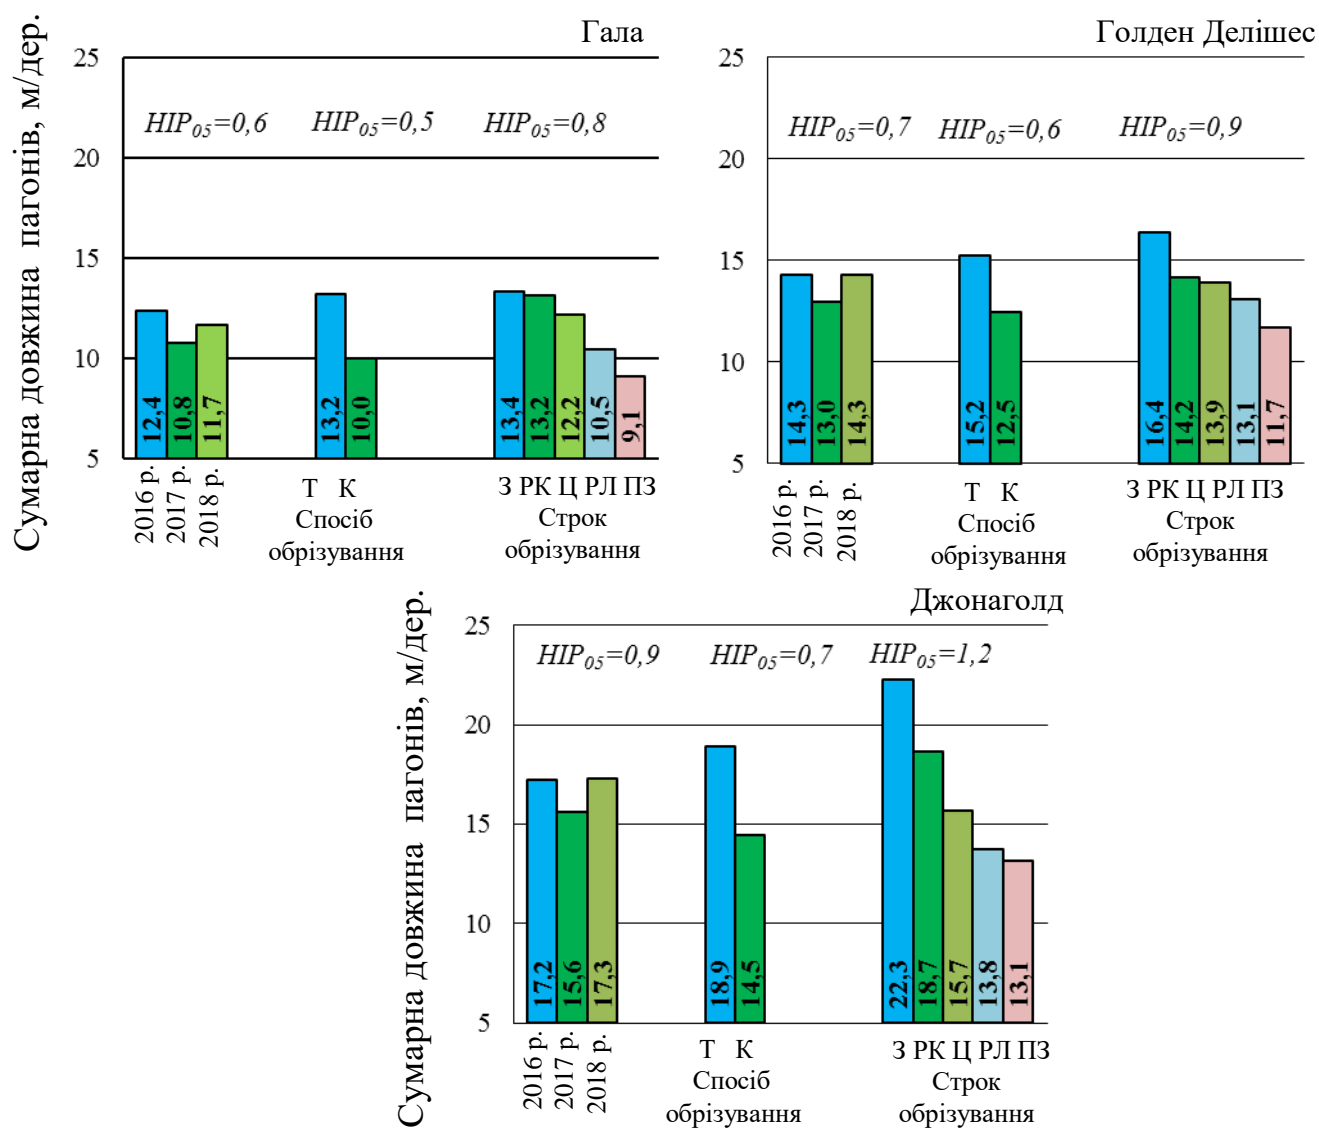 Гала
Сумарна довжина пагонів, м/дер.
25
20
15
10
5
НІР05=0,6
НІР05=0,5
НІР05=0,8
12,4
10,8
11,7
13,2
10,0
13,4
13,2
12,2
10,5
9,1
2016 р.
2017 р.
2018 р.
Т К
Спосіб
обрізування
З РК Ц РЛ ПЗ
Строк
обрізування
Голден Делішес
25
20
15
10
5
НІР05=0,7
НІР05=0,6
НІР05=0,9
14,3
13,0
14,3
15,2
12,5
16,4
14,2
13,9
13,1
11,7
2016 р.
2017 р.
2018 р.
Т К
Спосіб
обрізування
З РК Ц РЛ ПЗ
Строк
обрізування
Джонаголд
Сумарна довжина пагонів, м/дер.
25
20
15
10
5
НІР05=0,9
НІР05=0,7
НІР05=1,2
17,2
15,6
17,3
18,9
14,5
22,3
18,7
15,7
13,8
13,1
2016 р.
2017 р.
2018 р.
Т К
Спосіб
обрізування
З РК Ц РЛ ПЗ
Строк
обрізування